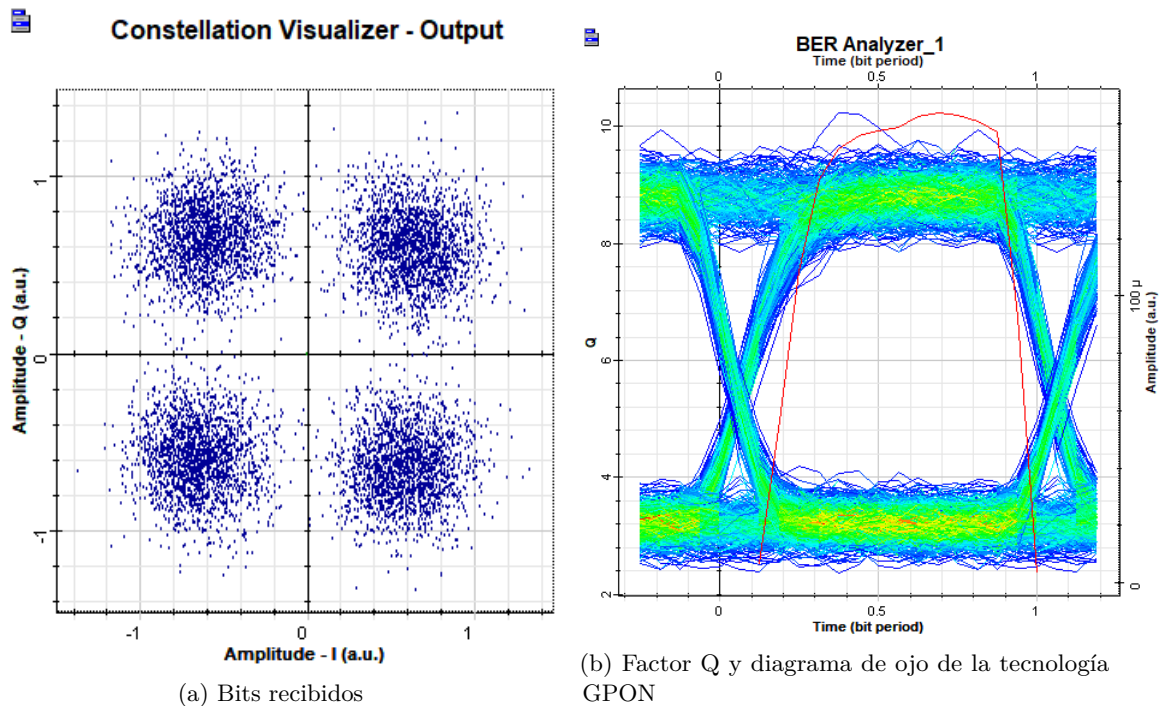 Constellation Visualizer - Output
Amplitude - Q (a.u.)
1
0
-1
-1
0
1
Amplitude - I (a.u.)
(a) Bits recibidos
BER Analyzer_1
Time (bit period)
0
0.5
1
Q
10
8
6
4
2
100 µ
0
Amplitude (a.u.)
0
0.5
1
Time (bit period)
(b) Factor Q y diagrama de ojo de la tecnología
GPON